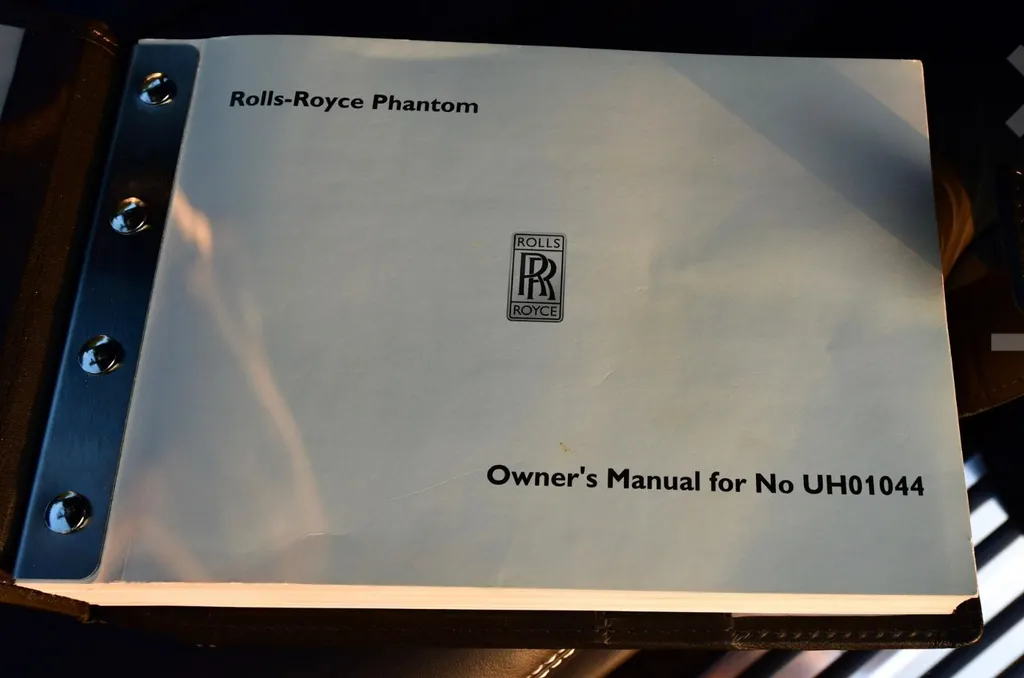 Rolls-Royce Phantom
ROLLS
RR
ROYCE
Owner's Manual for No UH01044